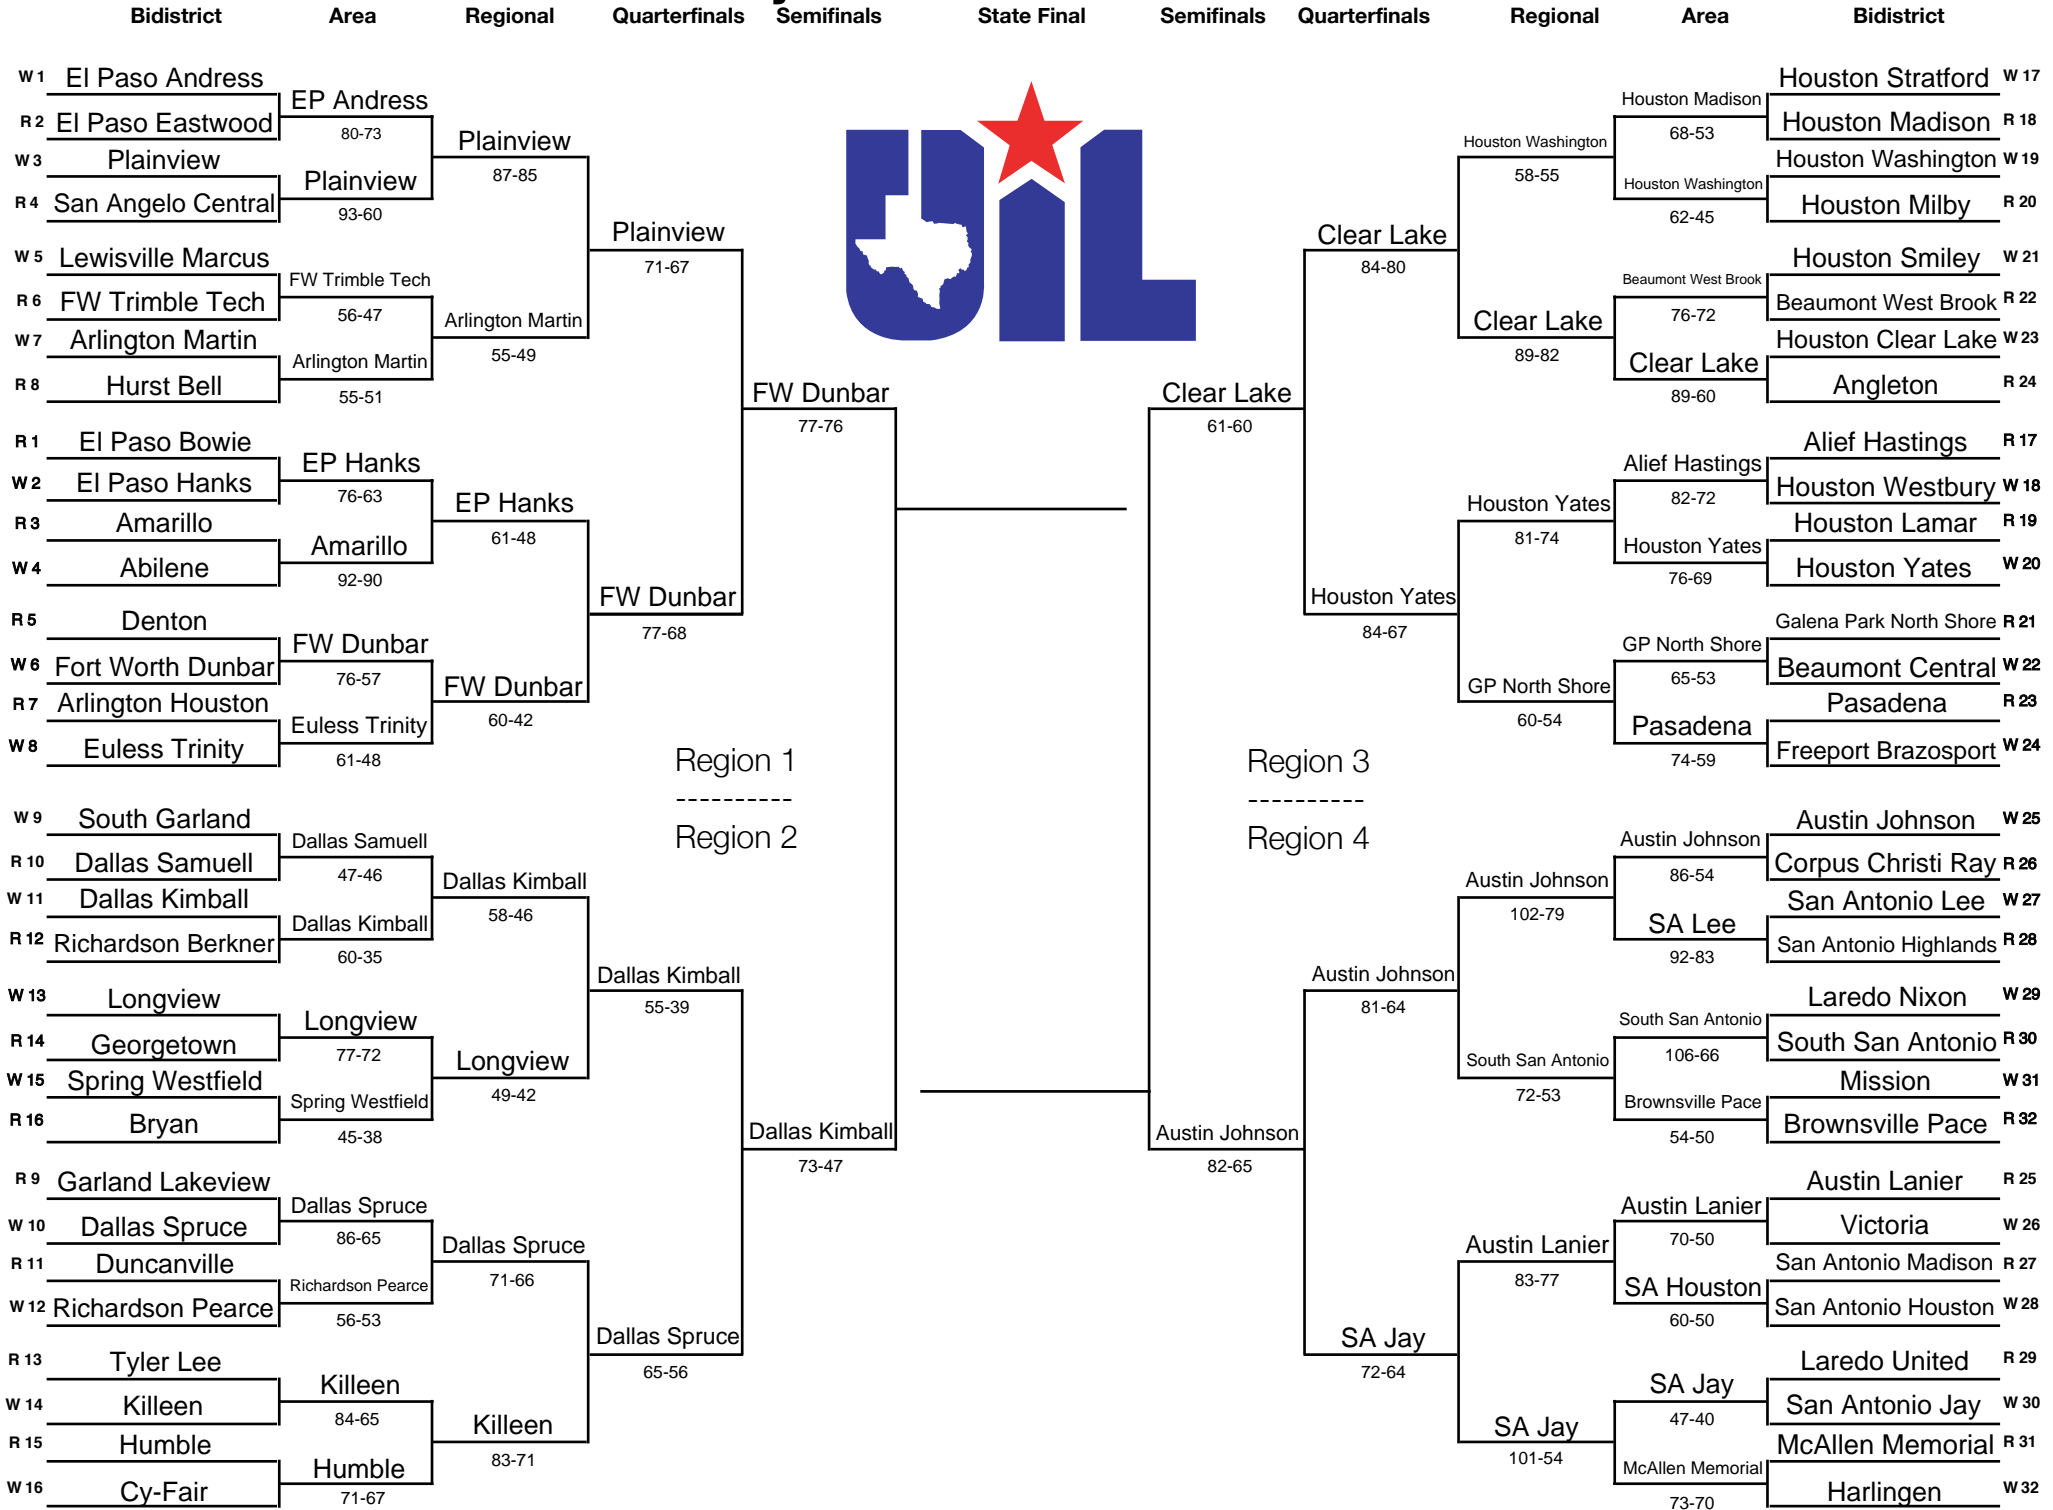 Bidistrict Area Regional Quarterfinals Semifinals State Final Semifinals Quarterfinals Regional Area Bidistrict
W 1 El Paso Andress
EP Andress
80-73
R 2 El Paso Eastwood
Plainview
87-85
W 3 Plainview
Plainview
93-60
R 4 San Angelo Central
Plainview
71-67
W 5 Lewisville Marcus
FW Trimble Tech
56-47
R 6 FW Trimble Tech
Arlington Martin
55-49
W 7 Arlington Martin
Arlington Martin
55-51
R 8 Hurst Bell
FW Dunbar
77-76
R 1 El Paso Bowie
EP Hanks
76-63
W 2 El Paso Hanks
EP Hanks
61-48
R 3 Amarillo
Amarillo
92-90
W 4 Abilene
FW Dunbar
77-68
R 5 Denton
FW Dunbar
76-57
W 6 Fort Worth Dunbar
FW Dunbar
60-42
R 7 Arlington Houston
Euless Trinity
61-48
W 8 Euless Trinity
Region 1
----------
Region 2
W 9 South Garland
Dallas Samuell
47-46
R 10 Dallas Samuell
Dallas Kimball
58-46
W 11 Dallas Kimball
Dallas Kimball
60-35
R 12 Richardson Berkner
Dallas Kimball
55-39
W 13 Longview
Longview
77-72
R 14 Georgetown
Longview
49-42
W 15 Spring Westfield
Spring Westfield
45-38
R 16 Bryan
Dallas Kimball
73-47
R 9 Garland Lakeview
Dallas Spruce
86-65
W 10 Dallas Spruce
Dallas Spruce
71-66
R 11 Duncanville
Richardson Pearce
56-53
W 12 Richardson Pearce
Dallas Spruce
65-56
R 13 Tyler Lee
Killeen
84-65
W 14 Killeen
Killeen
83-71
R 15 Humble
Humble
71-67
W 16 Cy-Fair
UIL
Houston Stratford W 17
Houston Madison
68-53
Houston Madison R 18
Houston Washington
58-55
Houston Washington W 19
Houston Washington
62-45
Houston Milby R 20
Clear Lake
84-80
Houston Smiley W 21
Beaumont West Brook
76-72
Beaumont West Brook R 22
Clear Lake
89-82
Houston Clear Lake W 23
Clear Lake
89-60
Angleton R 24
Clear Lake
61-60
Alief Hastings R 17
Alief Hastings
82-72
Houston Westbury W 18
Houston Yates
81-74
Houston Lamar R 19
Houston Yates
76-69
Houston Yates W 20
Houston Yates
84-67
Galena Park North Shore R 21
GP North Shore
65-53
Beaumont Central W 22
GP North Shore
60-54
Pasadena R 23
Pasadena
74-59
Freeport Brazosport W 24
Region 3
----------
Region 4
Austin Johnson W 25
Austin Johnson
86-54
Corpus Christi Ray R 26
Austin Johnson
102-79
San Antonio Lee W 27
SA Lee
92-83
San Antonio Highlands R 28
Austin Johnson
81-64
Laredo Nixon W 29
South San Antonio
106-66
South San Antonio R 30
South San Antonio
72-53
Mission W 31
Brownsville Pace
54-50
Brownsville Pace R 32
Austin Johnson
82-65
Austin Lanier R 25
Austin Lanier
70-50
Victoria W 26
Austin Lanier
83-77
San Antonio Madison R 27
SA Houston
60-50
San Antonio Houston W 28
SA Jay
72-64
Laredo United R 29
SA Jay
47-40
San Antonio Jay W 30
SA Jay
101-54
McAllen Memorial R 31
McAllen Memorial
73-70
Harlingen W 32